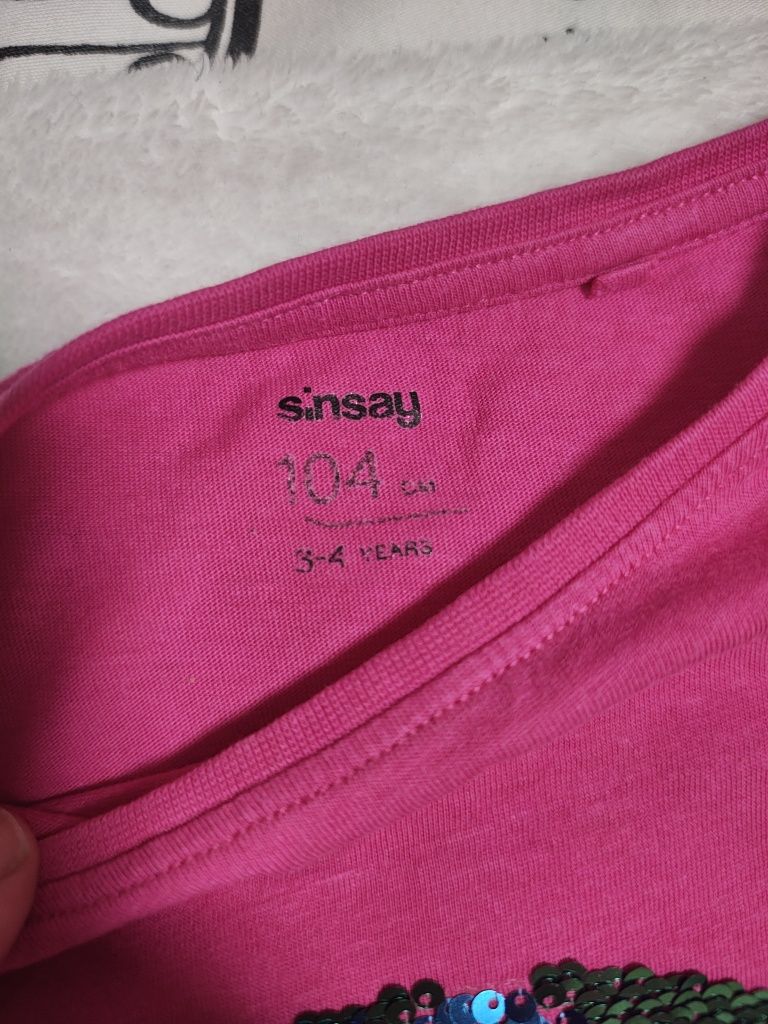 sinsay
104 CM
3-4 YEARS